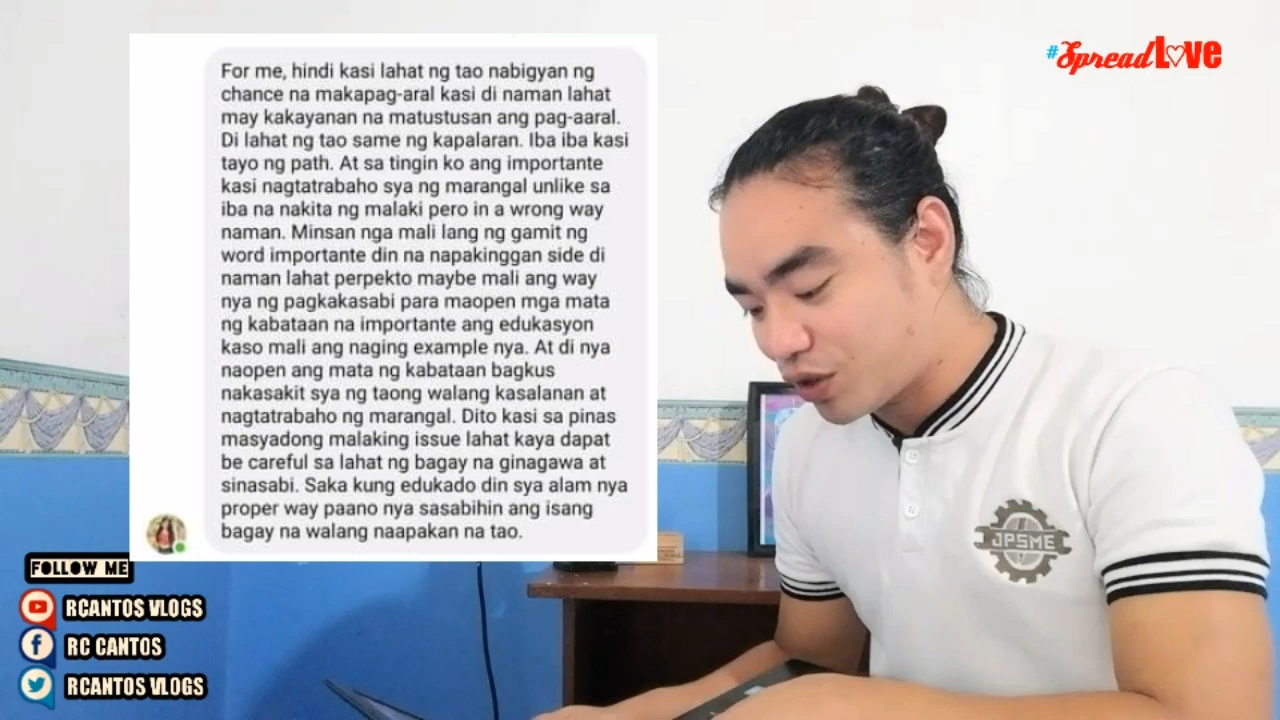 #SpreadLove
For me, hindi kasi lahat ng tao nabigyan ng
chance na makapag-aral kasi di naman lahat
may kakayanan na matustusan ang pag-aaral.
Di lahat ng tao same ng kapalaran. Iba iba kasi
tayo ng path. At sa tingin ko ang importante
kasi nagtatrabaho sya ng marangal unlike sa
iba na nakita ng malaki pero in a wrong way
naman. Minsan nga mali lang ng gamit ng
word importante din na napakinggan side di
naman lahat perpekto maybe mali ang way
nya ng pagkakasabi para maopen mga mata
ng kabataan na importante ang edukasyon
kaso mali ang naging example nya. At di nya
naopen ang mata ng kabataan bagkus
nakasakit sya ng taong walang kasalanan at
nagtatrabaho ng marangal. Dito kasi sa pinas
masyadong malaking issue lahat kaya dapat
be careful sa lahat ng bagay na ginagawa at
sinasabi. Saka kung edukado din sya alam nya
proper way paano nya sasabihin ang isang
bagay na walang naapakan na tao.
JPSME
FOLLOW ME
RCANTOS VLOGS
RC CANTOS
RCANTOS VLOGS